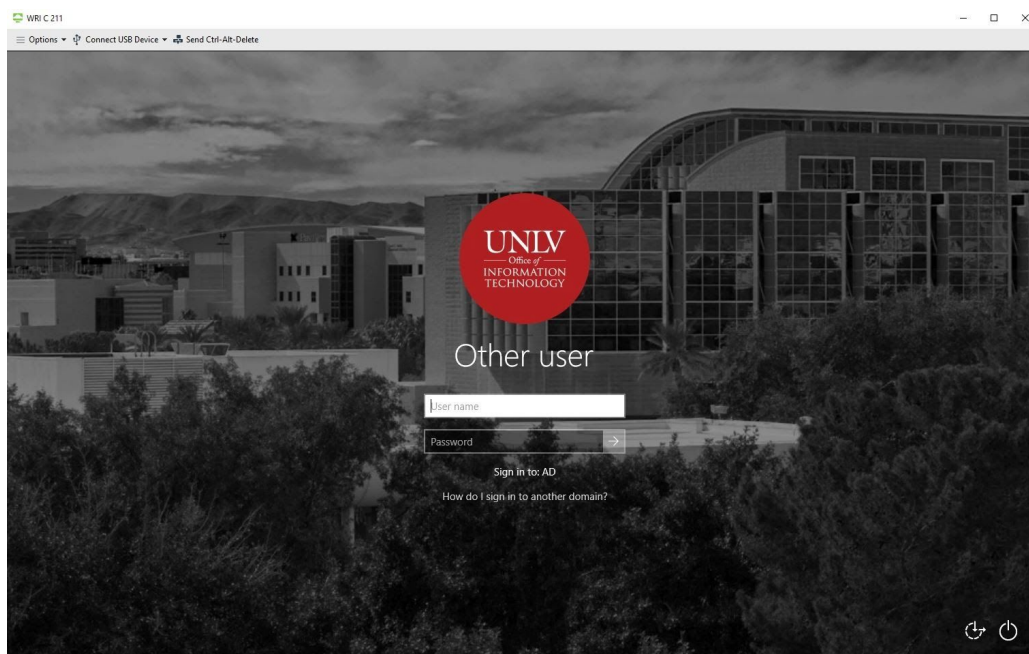 WRI C 211
Options Connect USB Device Send Ctrl-Alt-Delete
UNLV
Office of
INFORMATION
TECHNOLOGY
Other user
User name
Password
Sign in to: AD
How do I sign in to another domain?